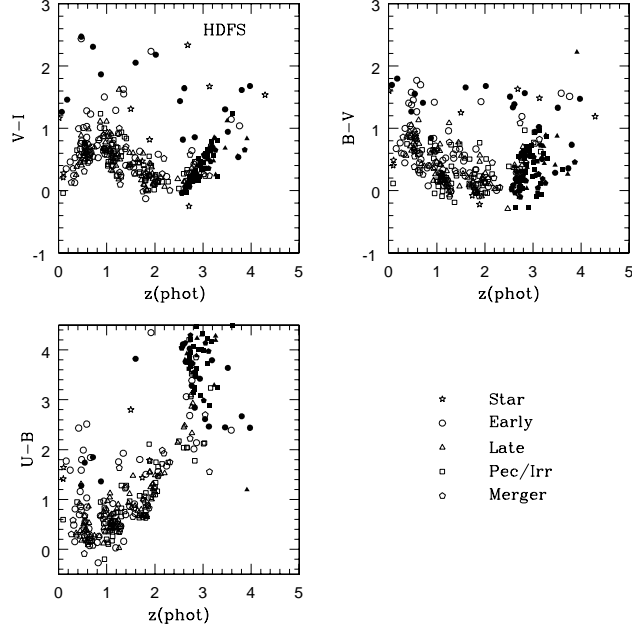 3
2
1
0
-1
V-I
HDFS
0 1 2 3 4 5
z(phot)
3
2
1
0
-1
B-V
0 1 2 3 4 5
z(phot)
4
3
2
1
0
U-B
0 1 2 3 4 5
z(phot)
Star
Early
Late
Pec/Irr
Merger